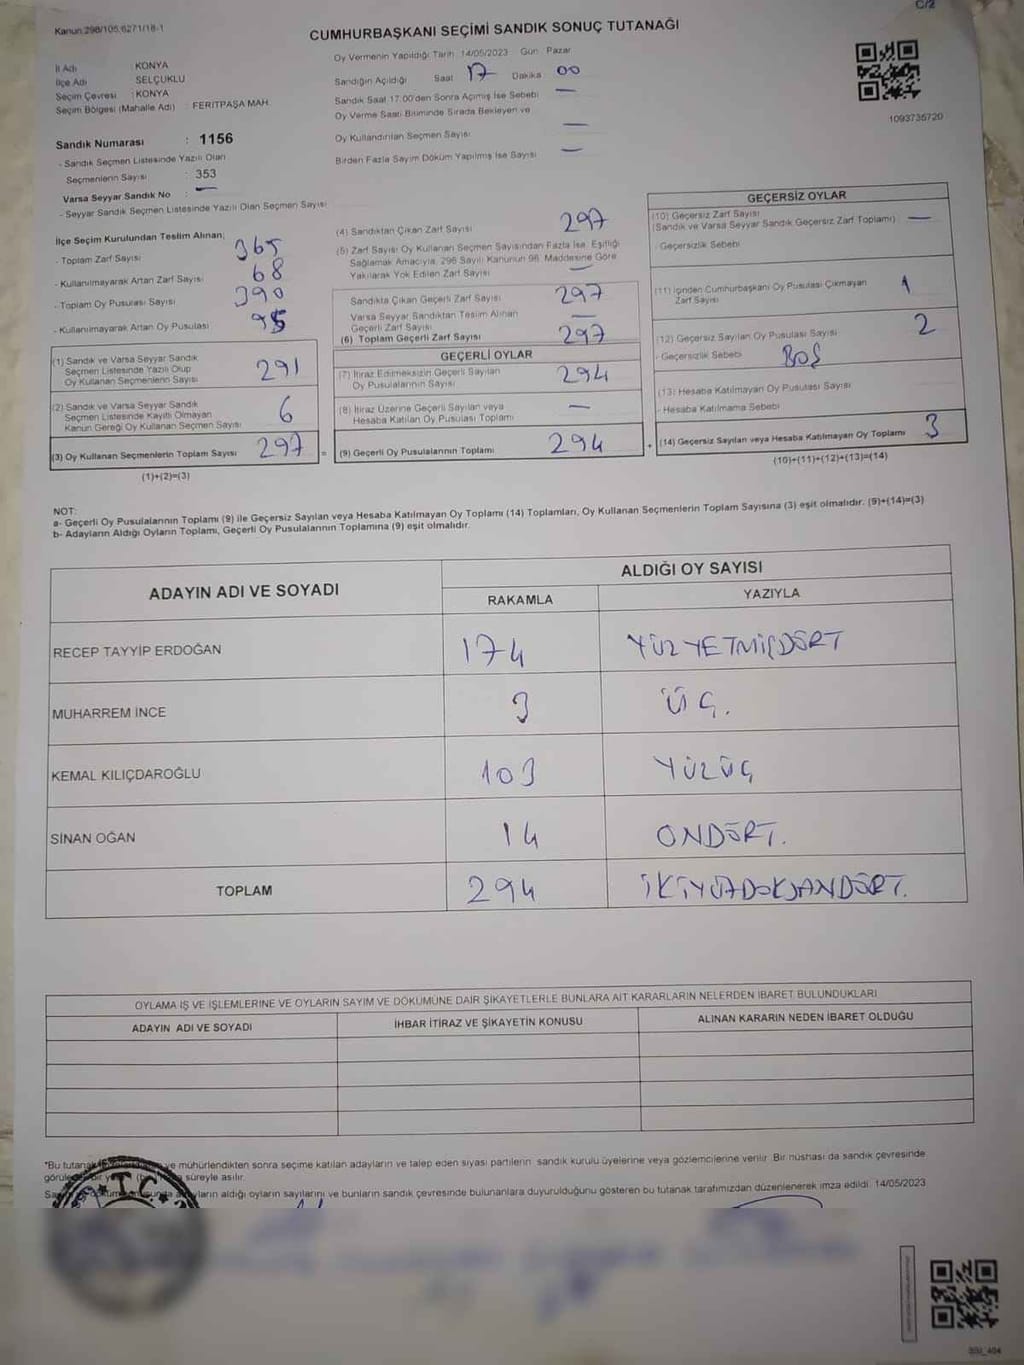 C/2
Kanun:298/105,6271/18-1
CUMHURBAŞKANI SEÇİMİ SANDIK SONUÇ TUTANAĞI
İl Adı : KONYA
İlçe Adı : SELÇUKLU
Seçim Çevresi : KONYA
Seçim Bölgesi (Mahalle Adı) : FERİTPAŞA MAH.
Oy Vermenin Yapıldığı Tarih :14/05/2023 Gün : Pazar
Sandığın Açıldığı Saat : 17 Dakika : 00
Sandık Saat 17:00'den Sonra Açılmış İse Sebebi : —
Oy Verme Saati Bitiminde Sırada Bekleyen ve
Oy Kullandırılan Seçmen Sayısı : —
Birden Fazla Sayım Döküm Yapılmış İse Sayısı : —
1093735720
Sandık Numarası : 1156
- Sandık Seçmen Listesinde Yazılı Olan
Seçmenlerin Sayısı : 353
Varsa Seyyar Sandık No : —
- Seyyar Sandık Seçmen Listesinde Yazılı Olan Seçmen Sayısı :
İlçe Seçim Kurulundan Teslim Alınan;
- Toplam Zarf Sayısı : 365
- Kullanılmayarak Artan Zarf Sayısı : 68
- Toplam Oy Pusulası Sayısı : 390
- Kullanılmayarak Artan Oy Pusulası :
(1) Sandık ve Varsa Seyyar Sandık
Seçmen Listesinde Yazılı Olup
Oy Kullanan Seçmenlerin Sayısı 291
(2) Sandık ve Varsa Seyyar Sandık
Seçmen Listesinde Kayıtlı Olmayan
Kanun Gereği Oy Kullanan Seçmen Sayısı 6
(3) Oy Kullanan Seçmenlerin Toplam Sayısı 297 =
(1)+(2)=(3)
(4) Sandıktan Çıkan Zarf Sayısı 297
(5) Zarf Sayısı Oy Kullanan Seçmen Sayısından Fazla İse, Eşitliği
Sağlamak Amacıyla, 298 Sayılı Kanunun 98. Maddesine Göre
Yakılarak Yok Edilen Zarf Sayısı —
Sandıkta Çıkan Geçerli Zarf Sayısı 297
Varsa Seyyar Sandıktan Teslim Alınan
Geçerli Zarf Sayısı —
(6) Toplam Geçerli Zarf Sayısı 297
GEÇERLİ OYLAR
(7) İtiraz Edilmeksizin Geçerli Sayılan
Oy Pusulalarının Sayısı 294
(8) İtiraz Üzerine Geçerli Sayılan veya
Hesaba Katılan Oy Pusulası Toplamı —
(9) Geçerli Oy Pusulalarının Toplamı 294 +
GEÇERSİZ OYLAR
(10) Geçersiz Zarf Sayısı
(Sandık ve Varsa Seyyar Sandık Geçersiz Zarf Toplamı) —
- Geçersizlik Sebebi
(11) İçinden Cumhurbaşkanı Oy Pusulası Çıkmayan
Zarf Sayısı 1
(12) Geçersiz Sayılan Oy Pusulası Sayısı 2
- Geçersizlik Sebebi BOŞ
(13) Hesaba Katılmayan Oy Pusulası Sayısı
- Hesaba Katılmama Sebebi
(14) Geçersiz Sayılan veya Hesaba Katılmayan Oy Toplamı 3
(10)+(11)+(12)+(13)=(14)
NOT:
a- Geçerli Oy Pusulalarının Toplamı (9) ile Geçersiz Sayılan veya Hesaba Katılmayan Oy Toplamı (14) Toplamları, Oy Kullanan Seçmenlerin Toplam Sayısına (3) eşit olmalıdır. (9)+(14)=(3)
b- Adayların Aldığı Oyların Toplamı, Geçerli Oy Pusulalarının Toplamına (9) eşit olmalıdır.
ADAYIN ADI VE SOYADI
ALDIĞI OY SAYISI
RAKAMLA YAZIYLA
RECEP TAYYİP ERDOĞAN 174 YÜZYETMİŞDÖRT
MUHARREM İNCE 3 ÜÇ.
KEMAL KILIÇDAROĞLU 103 YÜZÜÇ
SİNAN OĞAN 14 ONDÖRT.
TOPLAM 294 İKİYÜZDOKSANDÖRT.
OYLAMA İŞ VE İŞLEMLERİNE VE OYLARIN SAYIM VE DÖKÜMÜNE DAİR ŞİKAYETLERLE BUNLARA AİT KARARLARIN NELERDEN İBARET BULUNDUKLARI
ADAYIN ADI VE SOYADI İHBAR İTİRAZ VE ŞİKAYETİN KONUSU ALINAN KARARIN NEDEN İBARET OLDUĞU
*Bu tutanak ve mühürlendikten sonra seçime katılan adayların ve talep eden siyasi partilerin sandık kurulu üyelerine veya gözlemcilerine verilir. Bir nüshası da sandık çevresinde
süreyle asılır.
aldığı oyların sayılarını ve bunların sandık çevresinde bulunanlara duyurulduğunu gösteren bu tutanak tarafımızdan düzenlenerek imza edildi. 14/05/2023
T.C.